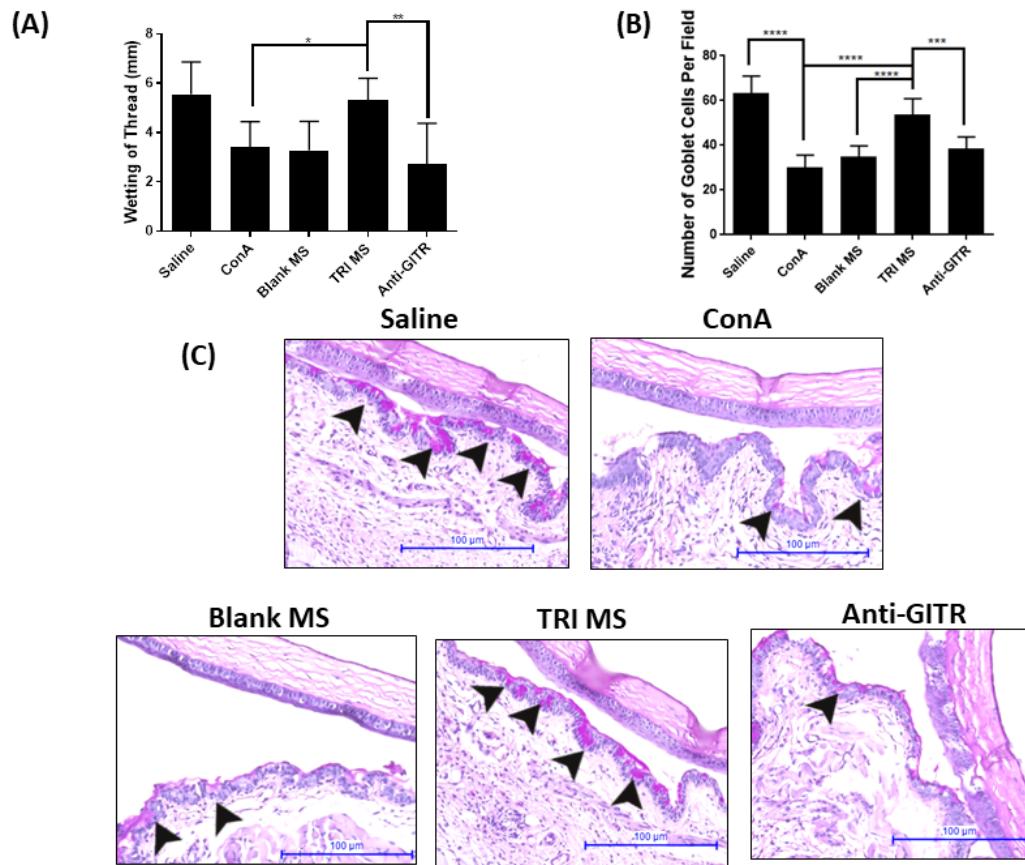 (A)
Wetting of Thread (mm)
8
6
4
2
0
*
**
Saline
ConA
Blank MS
TRI MS
Anti-GITR
(B)
Number of Goblet Cells Per Field
80
60
40
20
0
****
****
****
***
Saline
ConA
Blank MS
TRI MS
Anti-GITR
(C)
Saline
100 µm
ConA
100 µm
Blank MS
100 µm
TRI MS
100 µm
Anti-GITR
100 µm